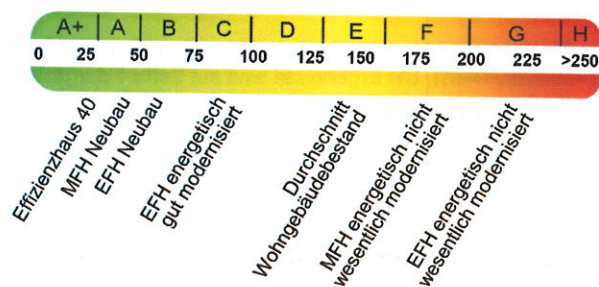 A+ A B C D E F G H
0 25 50 75 100 125 150 175 200 225 >250
Effizienzhaus 40
MFH Neubau
EFH Neubau
EFH energetisch
gut modernisiert
Durchschnitt
Wohngebäudebestand
MFH energetisch nicht
wesentlich modernisiert
EFH energetisch nicht
wesentlich modernisiert